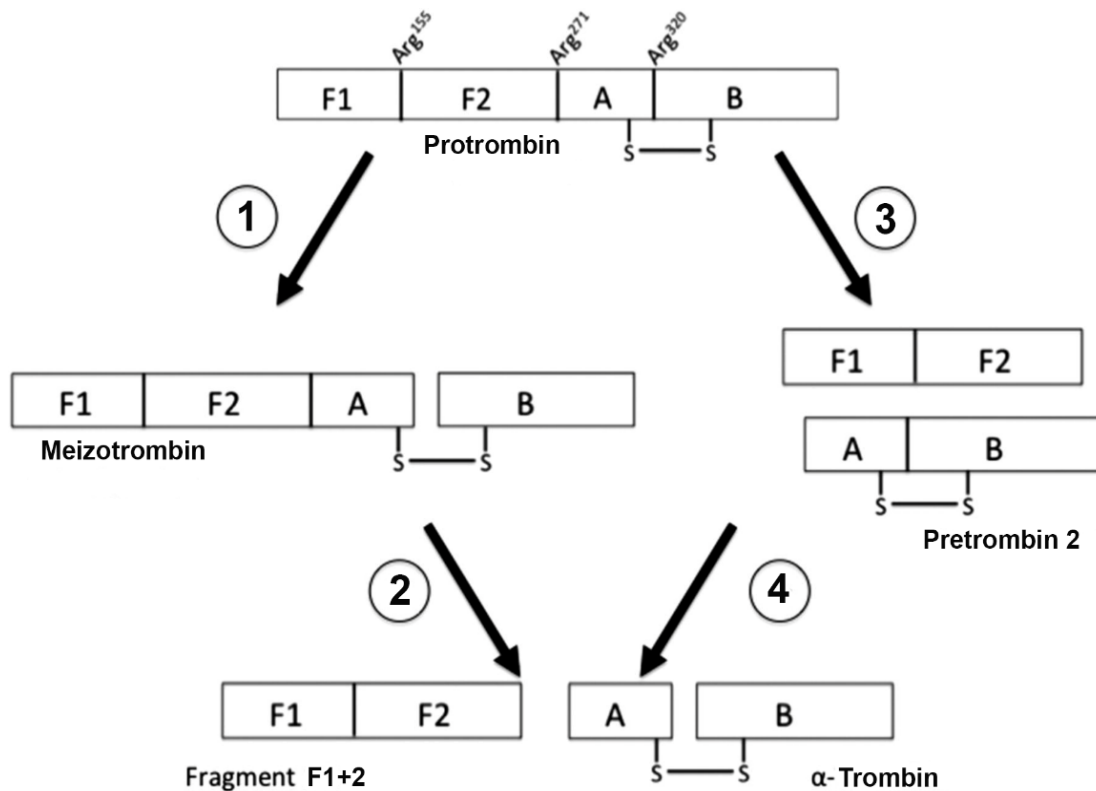 Arg155 Arg271 Arg320
F1 F2 A B
Protrombin
S S
1 3
F1 F2
F1 F2 A B
A B
Meizotrombin
S S
S S
Pretrombin 2
2 4
F1 F2 A B
S S
Fragment F1+2 α- Trombin